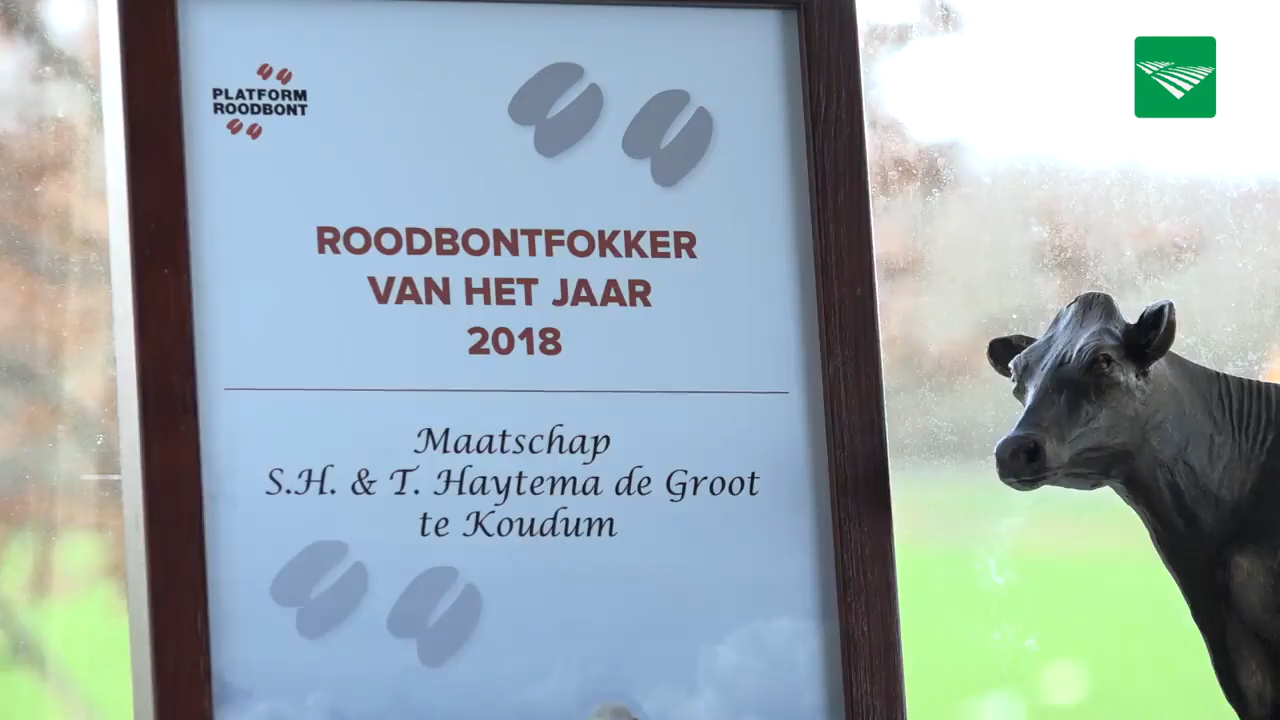 PLATFORM
ROODBONT
ROODBONTFOKKER
VAN HET JAAR
2018
Maatschap
S.H. & T. Haytema de Groot
te Koudum